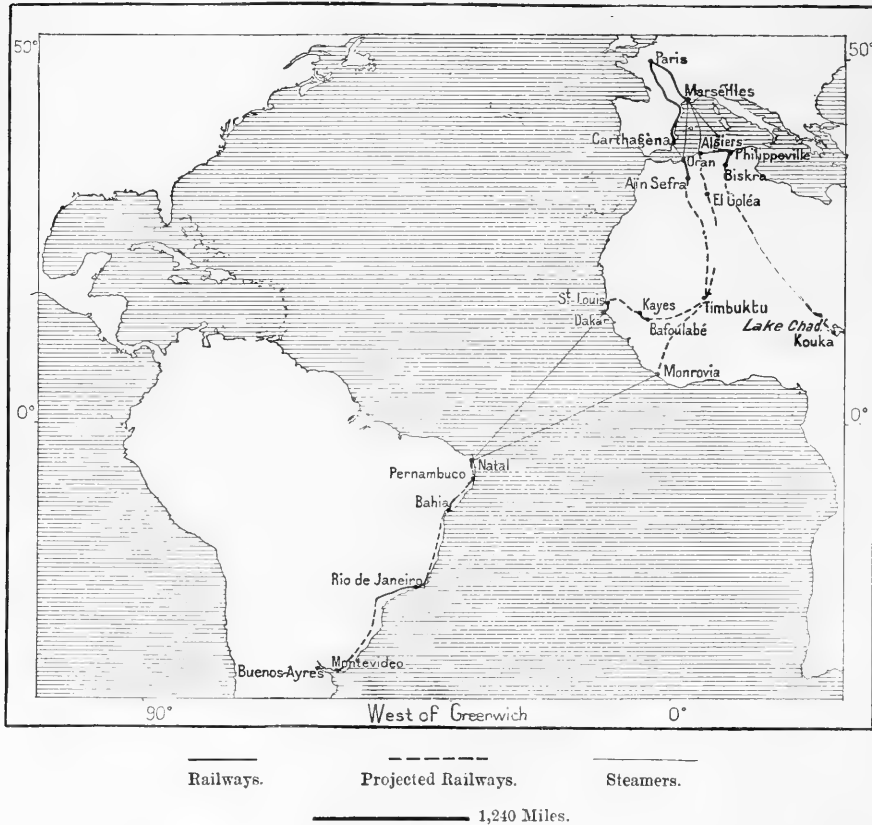 50°
50°
Paris
Marseilles
Carthagena
Algiers
Philippeville
Oran
Biskra
Aïn Sefra
El Goléa
St. Louis
Kayes
Timbuktu
Dakar
Bafoulabé
Lake Chad
Kouka
Monrovia
0°
0°
Natal
Pernambuco
Bahia
Rio de Janeiro
Montevideo
Buenos-Ayres
90°
West of Greenwich
0°
Railways.
Projected Railways.
Steamers.
1,240 Miles.